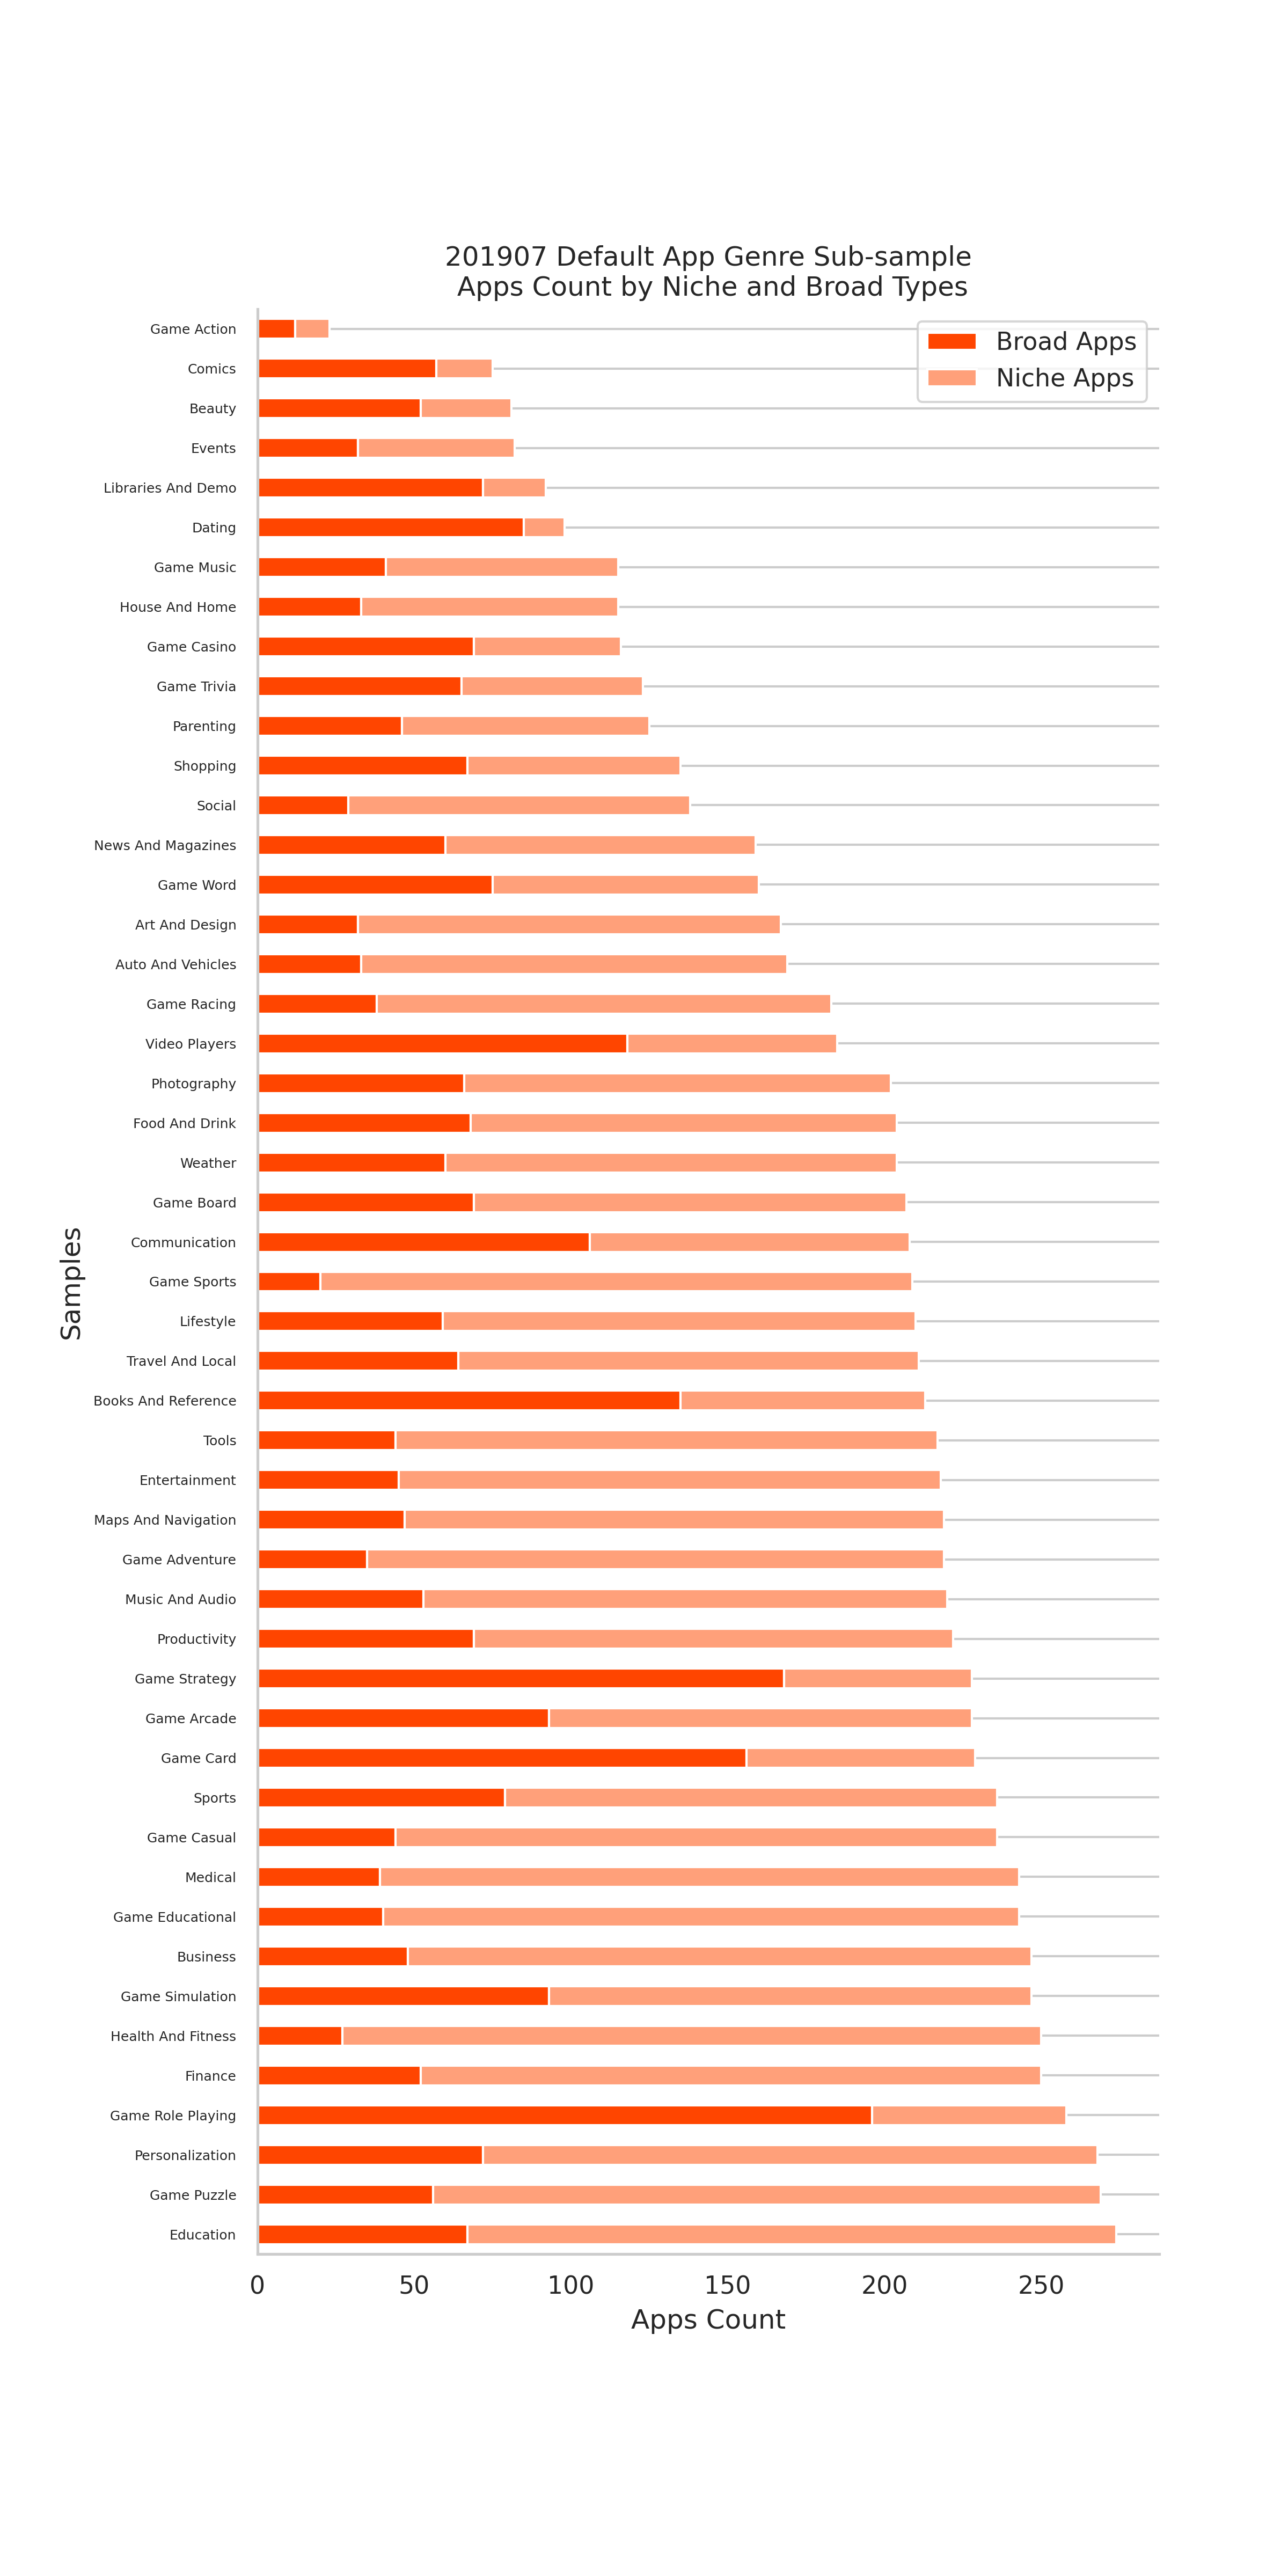 201907 Default App Genre Sub-sample
Apps Count by Niche and Broad Types
Broad Apps
Niche Apps
Game Action
Comics
Beauty
Events
Libraries And Demo
Dating
Game Music
House And Home
Game Casino
Game Trivia
Parenting
Shopping
Social
News And Magazines
Game Word
Art And Design
Auto And Vehicles
Game Racing
Video Players
Photography
Food And Drink
Weather
Game Board
Communication
Game Sports
Lifestyle
Travel And Local
Books And Reference
Tools
Entertainment
Maps And Navigation
Game Adventure
Music And Audio
Productivity
Game Strategy
Game Arcade
Game Card
Sports
Game Casual
Medical
Game Educational
Business
Game Simulation
Health And Fitness
Finance
Game Role Playing
Personalization
Game Puzzle
Education
Samples
0 50 100 150 200 250
Apps Count